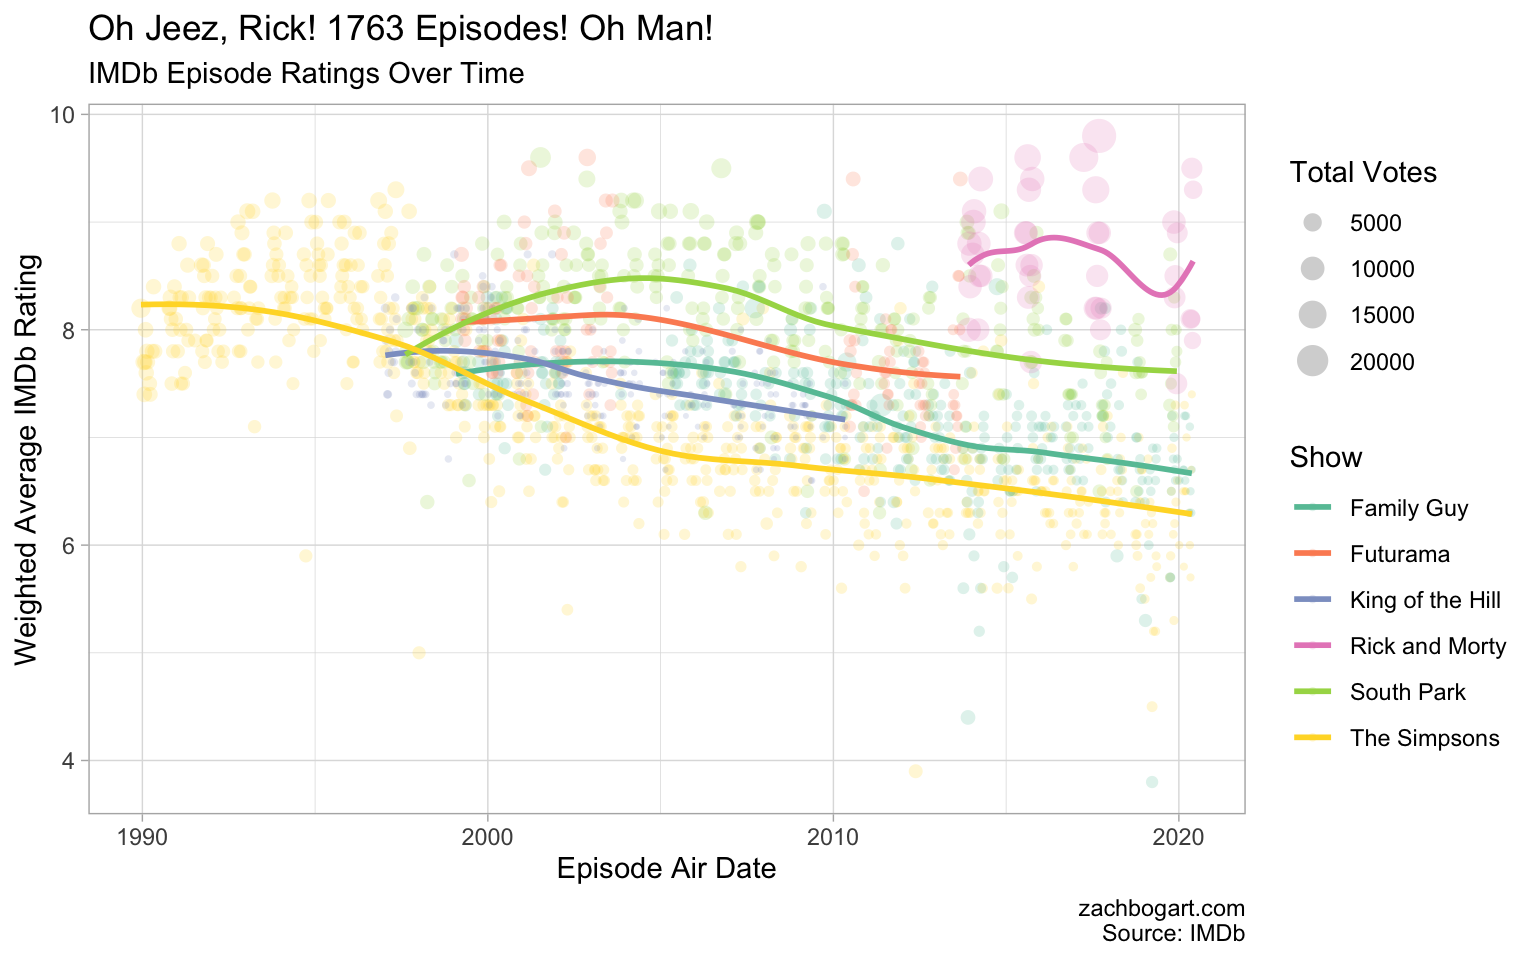 Oh Jeez, Rick! 1763 Episodes! Oh Man!
IMDb Episode Ratings Over Time
Weighted Average IMDb Rating
10
8
6
4
1990
2000
2010
2020
Episode Air Date
Total Votes
5000
10000
15000
20000
Show
Family Guy
Futurama
King of the Hill
Rick and Morty
South Park
The Simpsons
zachbogart.com
Source: IMDb